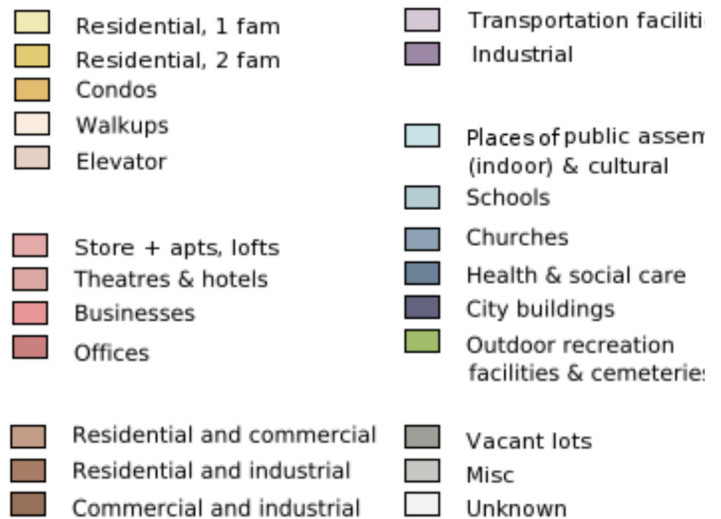 Residential, 1 fam
Residential, 2 fam
Condos
Walkups
Elevator
Store + apts, lofts
Theatres & hotels
Businesses
Offices
Residential and commercial
Residential and industrial
Commercial and industrial
Transportation faciliti
Industrial
Places of public assem
(indoor) & cultural
Schools
Churches
Health & social care
City buildings
Outdoor recreation
facilities & cemeteries
Vacant lots
Misc
Unknown